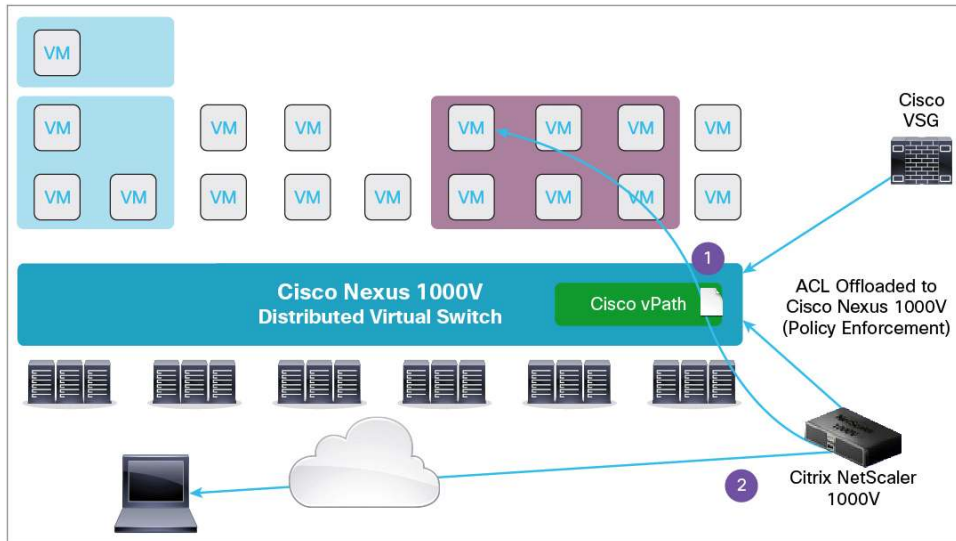 VM
VM VM VM VM VM VM VM
VM VM VM VM VM VM VM VM VM
Cisco
VSG
1
Cisco Nexus 1000V
Distributed Virtual Switch
Cisco vPath
ACL Offloaded to
Cisco Nexus 1000V
(Policy Enforcement)
NetScaler
1000V
2
Citrix NetScaler
1000V